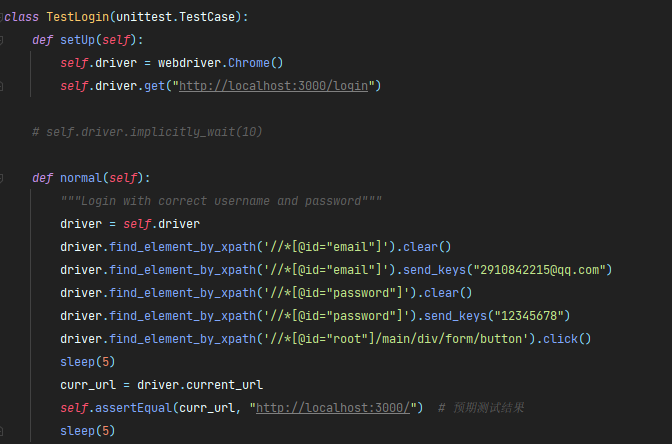 class TestLogin(unittest.TestCase):
def setUp(self):
self.driver = webdriver.Chrome()
self.driver.get("http://localhost:3000/login")
# self.driver.implicitly_wait(10)
def normal(self):
"""Login with correct username and password"""
driver = self.driver
driver.find_element_by_xpath('//*[@id="email"]').clear()
driver.find_element_by_xpath('//*[@id="email"]').send_keys("2910842215@qq.com")
driver.find_element_by_xpath('//*[@id="password"]').clear()
driver.find_element_by_xpath('//*[@id="password"]').send_keys("12345678")
driver.find_element_by_xpath('//*[@id="root"]/main/div/form/button').click()
sleep(5)
curr_url = driver.current_url
self.assertEqual(curr_url, "http://localhost:3000/") # 预期测试结果
sleep(5)